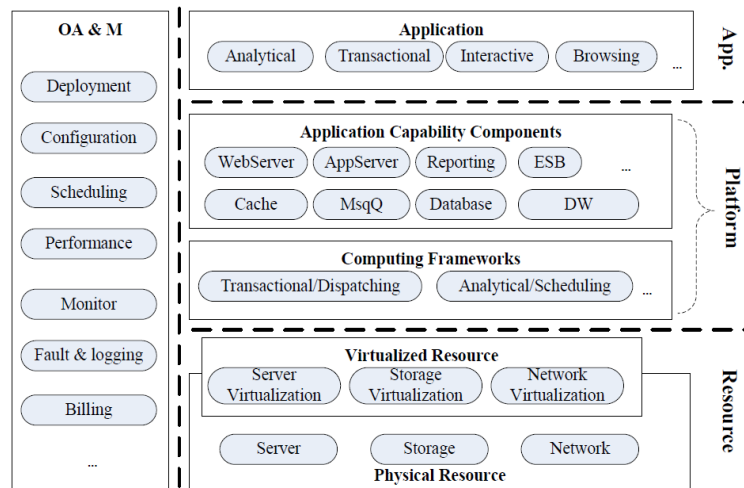 OA & M
Deployment
Configuration
Scheduling
Performance
Monitor
Fault & logging
Billing
...
Application
Analytical
Transactional
Interactive
Browsing
...
App.
Application Capability Components
WebServer
AppServer
Reporting
ESB
...
Cache
MsqQ
Database
DW
Computing Frameworks
Transactional/Dispatching
Analytical/Scheduling
...
Platform
Virtualized Resource
Server
Virtualization
Storage
Virtualization
Network
Virtualization
Server
Storage
Network
Physical Resource
Resource